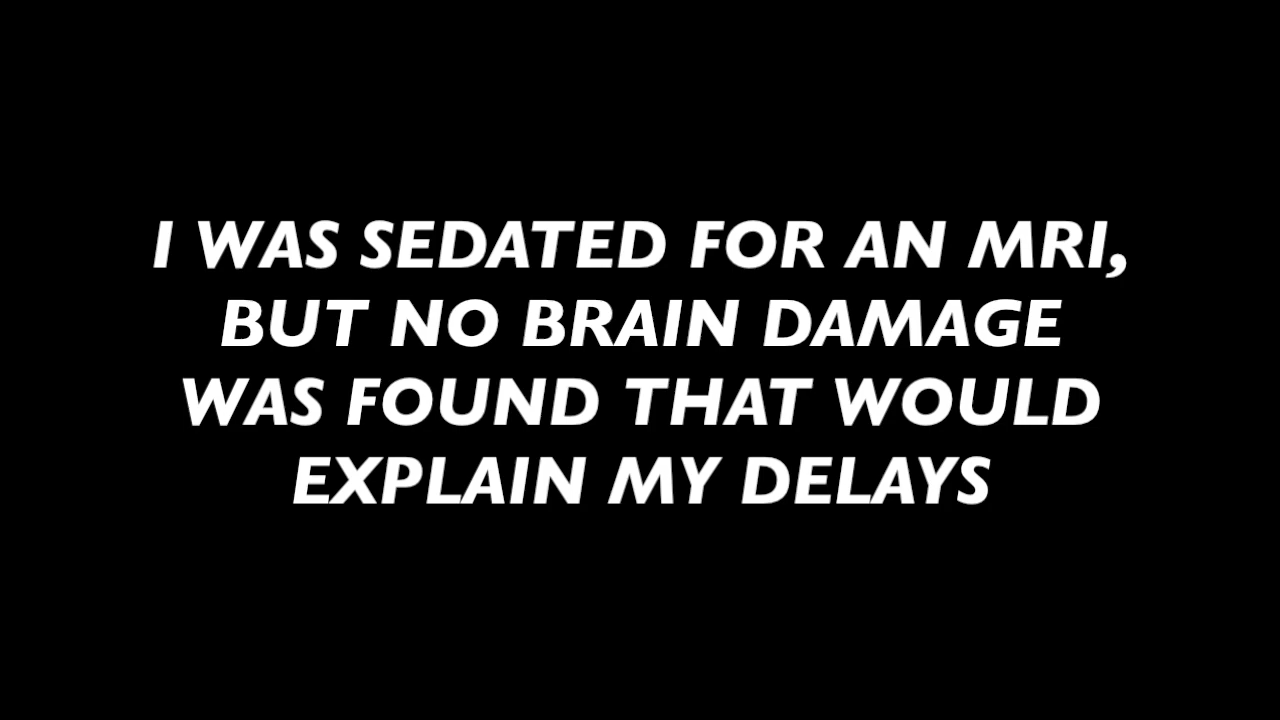 I WAS SEDATED FOR AN MRI,
BUT NO BRAIN DAMAGE
WAS FOUND THAT WOULD
EXPLAIN MY DELAYS